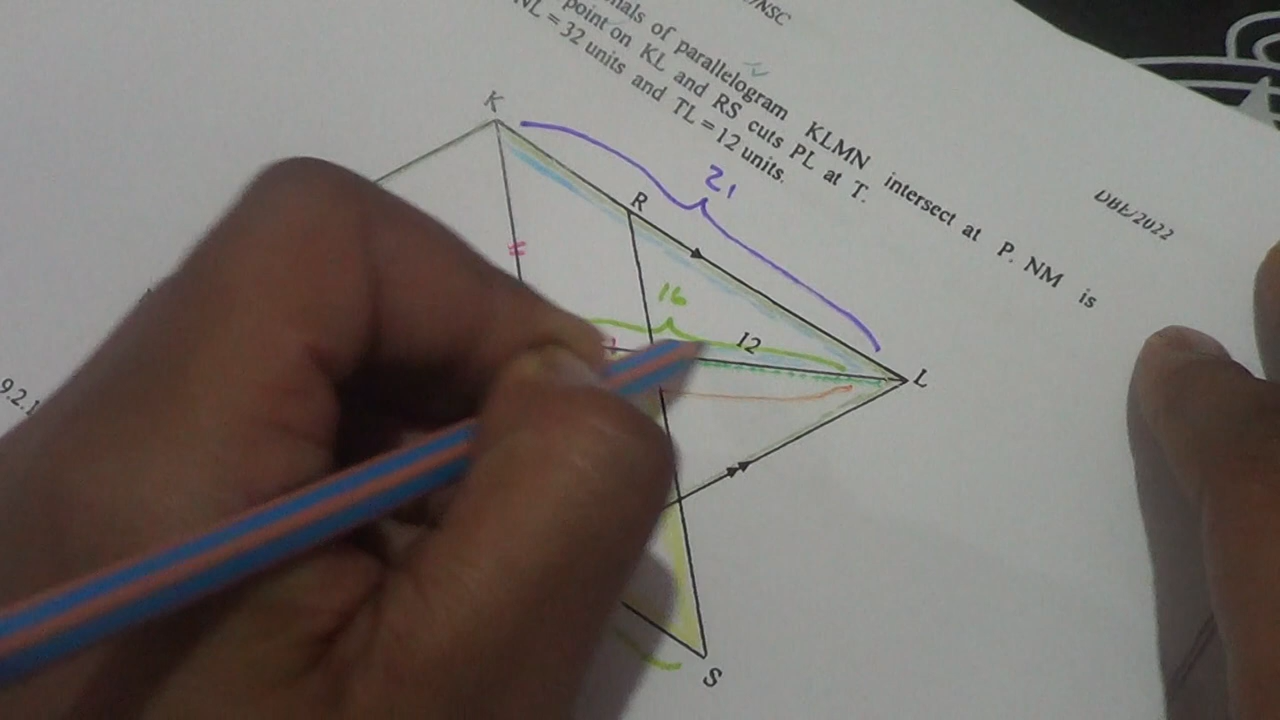 /NSC
DBE/2022
of parallelogram KLMN intersect at P. NM is
point on KL and RS cuts PL at T.
NL = 32 units and TL = 12 units.
K
21
R
16
12
L
S
9.2.1